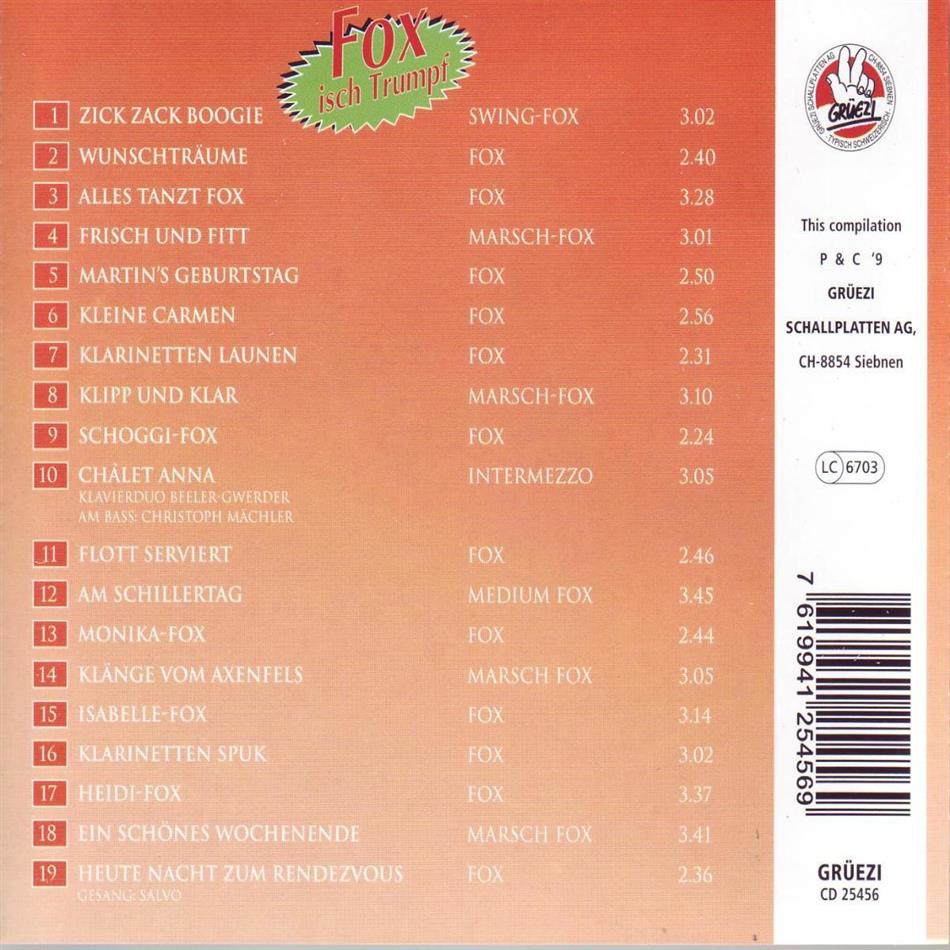 Fox
isch Trumpf
1 ZICK ZACK BOOGIE SWING-FOX 3.02
2 WUNSCHTRÄUME FOX 2.40
3 ALLES TANZT FOX FOX 3.28
4 FRISCH UND FITT MARSCH-FOX 3.01
5 MARTIN'S GEBURTSTAG FOX 2.50
6 KLEINE CARMEN FOX 2.56
7 KLARINETTEN LAUNEN FOX 2.31
8 KLIPP UND KLAR MARSCH-FOX 3.10
9 SCHOGGI-FOX FOX 2.24
10 CHÂLET ANNA INTERMEZZO 3.05
KLAVIERDUO BEELER-GWERDER
AM BASS: CHRISTOPH MÄCHLER
11 FLOTT SERVIERT FOX 2.46
12 AM SCHILLERTAG MEDIUM FOX 3.45
13 MONIKA-FOX FOX 2.44
14 KLÄNGE VOM AXENFELS MARSCH FOX 3.05
15 ISABELLE-FOX FOX 3.14
16 KLARINETTEN SPUK FOX 3.02
17 HEIDI-FOX FOX 3.37
18 EIN SCHÖNES WOCHENENDE MARSCH FOX 3.41
19 HEUTE NACHT ZUM RENDEZVOUS FOX 2.36
GESANG: SALVO
GRÜEZI SCHALLPLATTEN AG
CH-8854 SIEBNEN
GRÜEZI
- TYPISCH SCHWEIZERISCH -
This compilation
P & C '9
GRÜEZI
SCHALLPLATTEN AG,
CH-8854 Siebnen
LC 6703
7 619941 254569
GRÜEZI
CD 25456